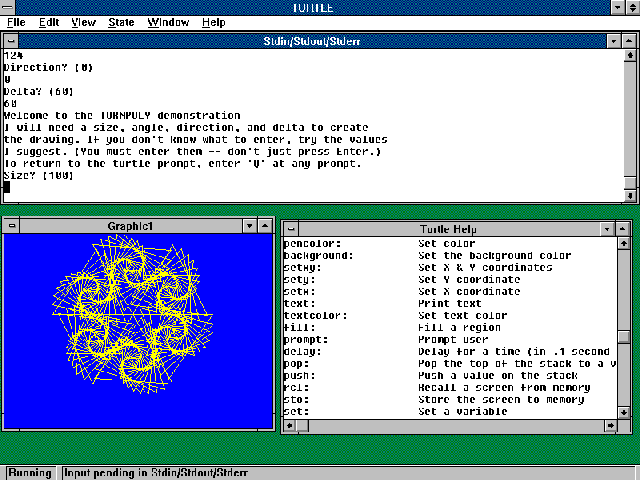 TURTLE
File Edit View State Window Help
Stdin/Stdout/Stderr
124
Direction? (0)
0
Delta? (60)
60
Welcome to the TURNPOLY demonstration
I will need a size, angle, direction, and delta to create
the drawing. If you don't know what to enter, try the values
I suggest. (You must enter them -- don't just press Enter.)
To return to the turtle prompt, enter 'Q' at any prompt.
Size? (100)
Graphic1
Turtle Help
pencolor: Set color
background: Set the background color
setxy: Set X & Y coordinates
sety: Set Y coordinate
setx: Set X coordinate
text: Print text
textcolor: Set text color
fill: Fill a region
prompt: Prompt user
delay: Delay for a time (in .1 second
pop: Pop the top of the stack to a v
push: Push a value on the stack
rcl: Recall a screen from memory
sto: Store the screen to memory
set: Set a variable
Running Input pending in Stdin/Stdout/Stderr